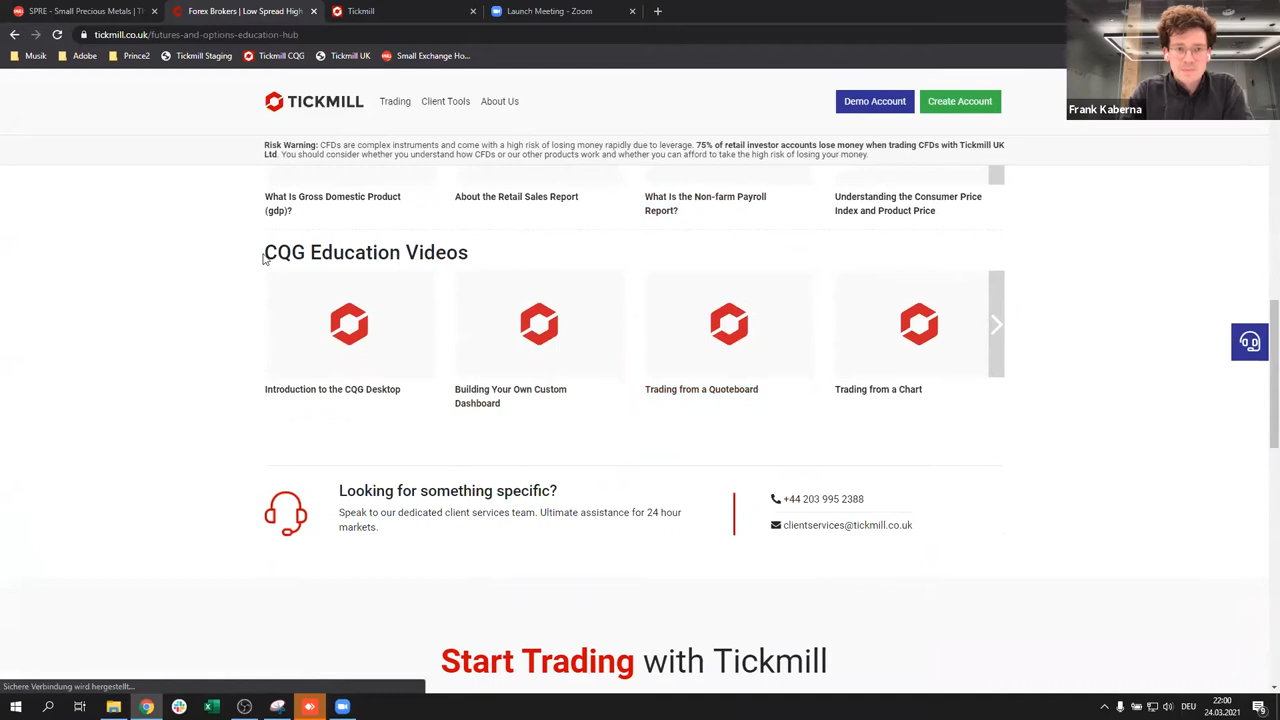 SPRE - Small Precious Metals | Th
Forex Brokers | Low Spread High
Tickmill
Launch Meeting - Zoom
tickmill.co.uk/futures-and-options-education-hub
Musik
Adobe
Prince2
Tickmill Staging
Tickmill CQG
Tickmill UK
Small Exchange Ho...
Frank Kaberna
TICKMILL
Trading
Client Tools
About Us
Demo Account
Create Account
Risk Warning: CFDs are complex instruments and come with a high risk of losing money rapidly due to leverage. 75% of retail investor accounts lose money when trading CFDs with Tickmill UK
Ltd. You should consider whether you understand how CFDs or our other products work and whether you can afford to take the high risk of losing your money.
What Is Gross Domestic Product
(gdp)?
About the Retail Sales Report
What Is the Non-farm Payroll
Report?
Understanding the Consumer Price
Index and Product Price
CQG Education Videos
Introduction to the CQG Desktop
Building Your Own Custom
Dashboard
Trading from a Quoteboard
Trading from a Chart
Looking for something specific?
Speak to our dedicated client services team. Ultimate assistance for 24 hour
markets.
+44 203 995 2388
clientservices@tickmill.co.uk
Start Trading with Tickmill
Sichere Verbindung wird hergestellt...
DEU
22:00
24.03.2021